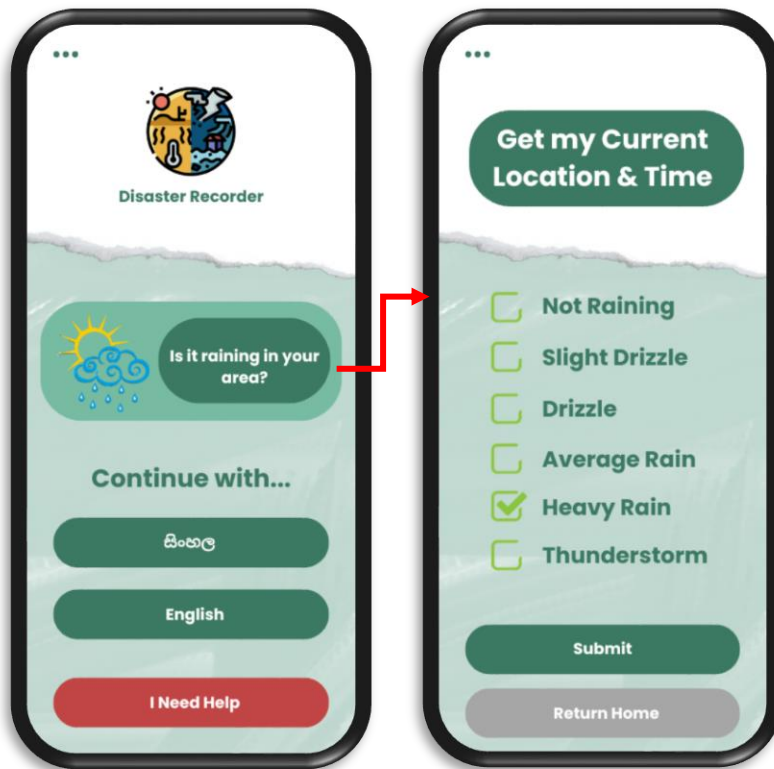 Disaster Recorder
Is it raining in your
area?
Continue with...
සිංහල
English
I Need Help
Get my Current
Location & Time
Not Raining
Slight Drizzle
Drizzle
Average Rain
Heavy Rain
Thunderstorm
Submit
Return Home